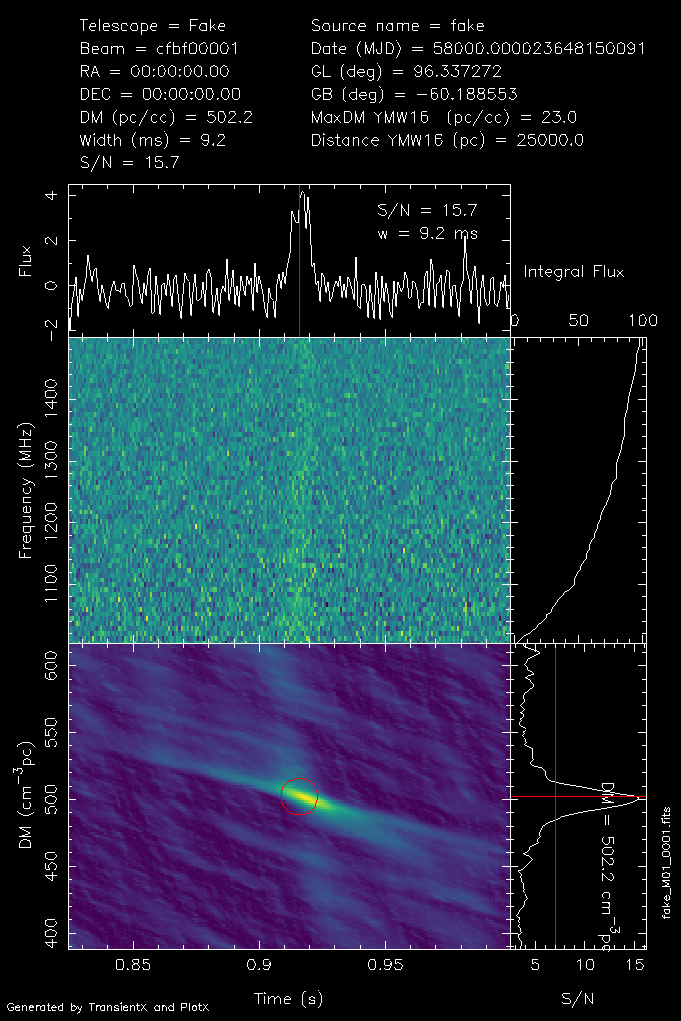 Telescope = Fake
Source name = fake
Beam = cfbf00001
Date (MJD) = 58000.000023648150091
RA = 00:00:00.00
GL (deg) = 96.337272
DEC = 00:00:00.00
GB (deg) = −60.188553
DM (pc/cc) = 502.2
MaxDM YMW16 (pc/cc) = 23.0
Width (ms) = 9.2
Distance YMW16 (pc) = 25000.0
S/N = 15.7
S/N = 15.7
w = 9.2 ms
Flux
4
2
0
−2
Integral Flux
0 50 100
Frequency (MHz)
1400
1300
1200
1100
DM (cm⁻³pc)
600
550
500
450
400
DM = 502.2 cm⁻³pc
fake_M01_0001.fits
0.85 0.9 0.95
5 10 15
Time (s)
S/N
Generated by TransientX and PlotX